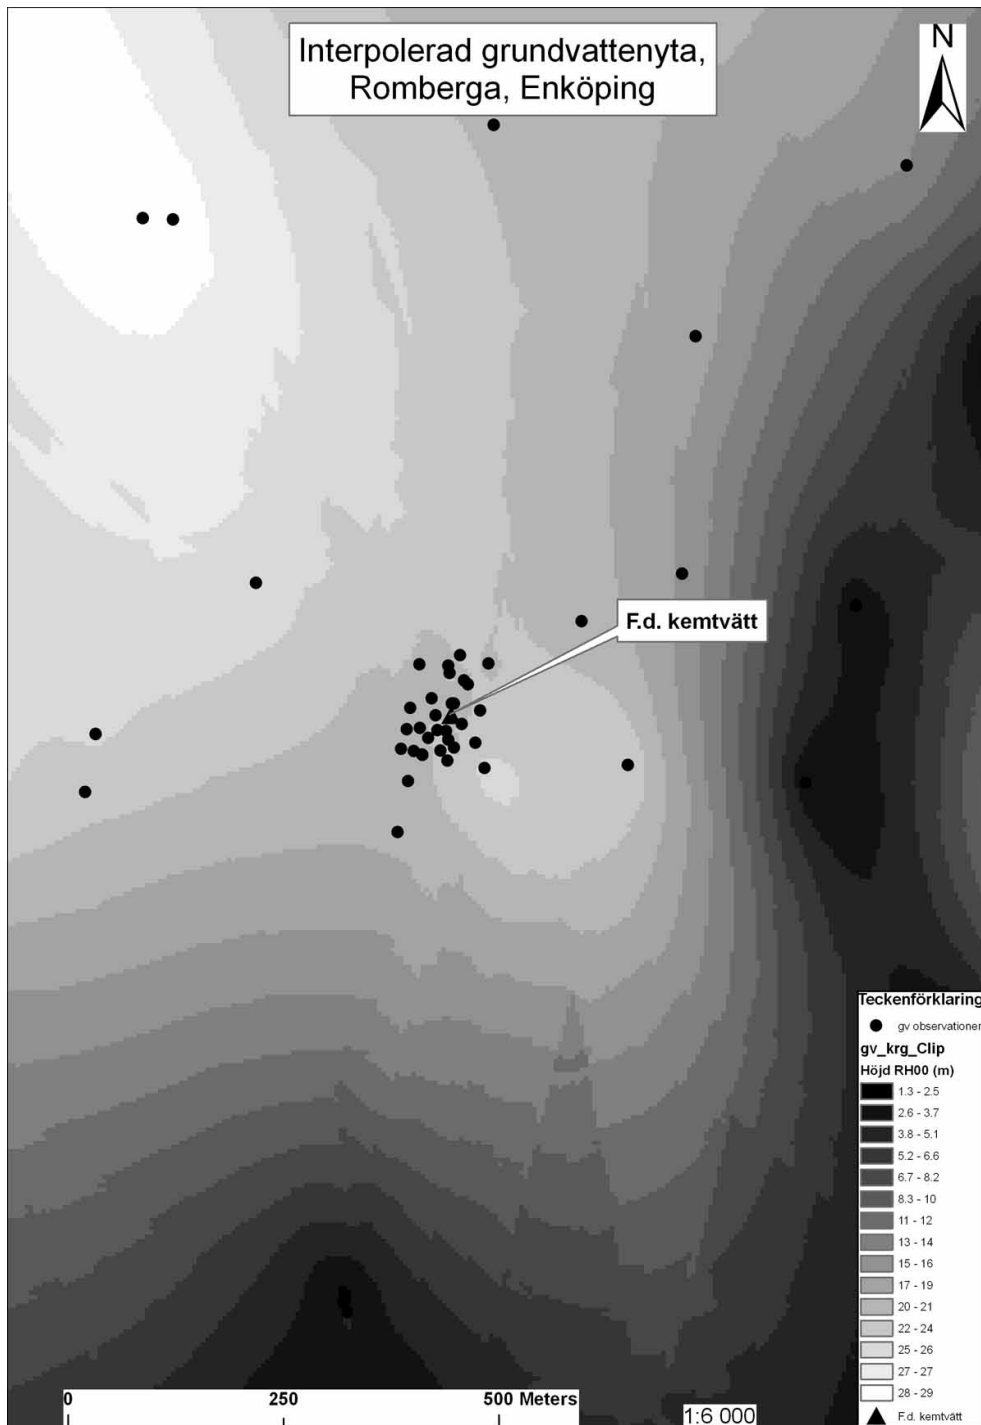 Interpolerad grundvattenyta,
Romberga, Enköping
N
F.d. kemtvätt
Teckenförklaring
gv observationer
gv_krg_Clip
Höjd RH00 (m)
1.3 - 2.5
2.6 - 3.7
3.8 - 5.1
5.2 - 6.6
6.7 - 8.2
8.3 - 10
11 - 12
13 - 14
15 - 16
17 - 19
20 - 21
22 - 24
25 - 26
27 - 27
28 - 29
F.d. kemtvätt
0 250 500 Meters
1:6 000